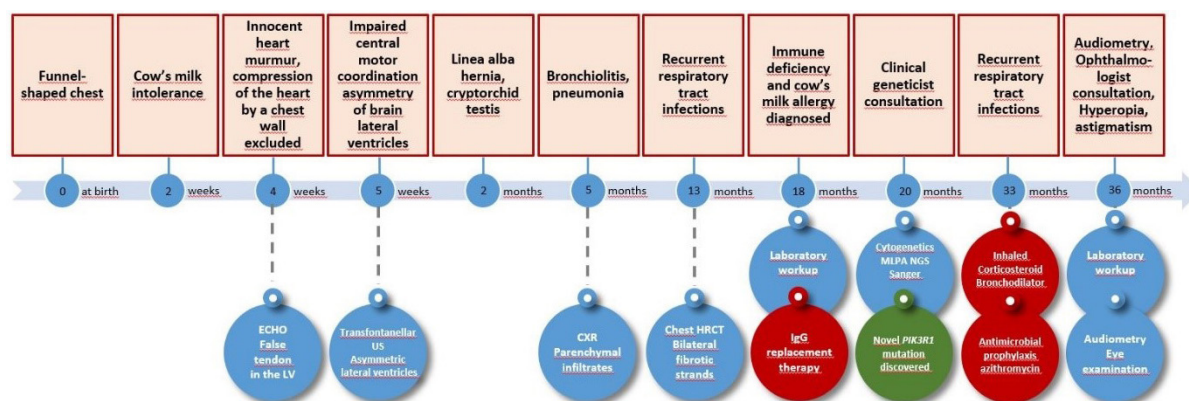 Funnel-
shaped chest
Cow's milk
intolerance
Innocent
heart
murmur,
compression
of the heart
by a chest
wall
excluded
Impaired
central
motor
coordination
asymmetry
of brain
lateral
ventricles
Linea alba
hernia,
cryptorchid
testis
Bronchiolitis,
pneumonia
Recurrent
respiratory
tract
infections
Immune
deficiency
and cow's
milk allergy
diagnosed
Clinical
geneticist
consultation
Recurrent
respiratory
tract
infections
Audiometry,
Ophthalmo-
logist
consultation,
Hyperopia,
astigmatism
0 at birth
2 weeks
4 weeks
5 weeks
2 months
5 months
13 months
18 months
20 months
33 months
36 months
ECHO
False
tendon
in the LV
Transfontanellar
US
Asymmetric
lateral ventricles
CXR
Parenchymal
infiltrates
Chest HRCT
Bilateral
fibrotic
strands
Laboratory
workup
IgG
replacement
therapy
Cytogenetics
MLPA NGS
Sanger
Novel PIK3R1
mutation
discovered
Inhaled
Corticosteroid
Bronchodilator
Antimicrobial
prophylaxis
azithromycin
Laboratory
workup
Audiometry
Eye
examination